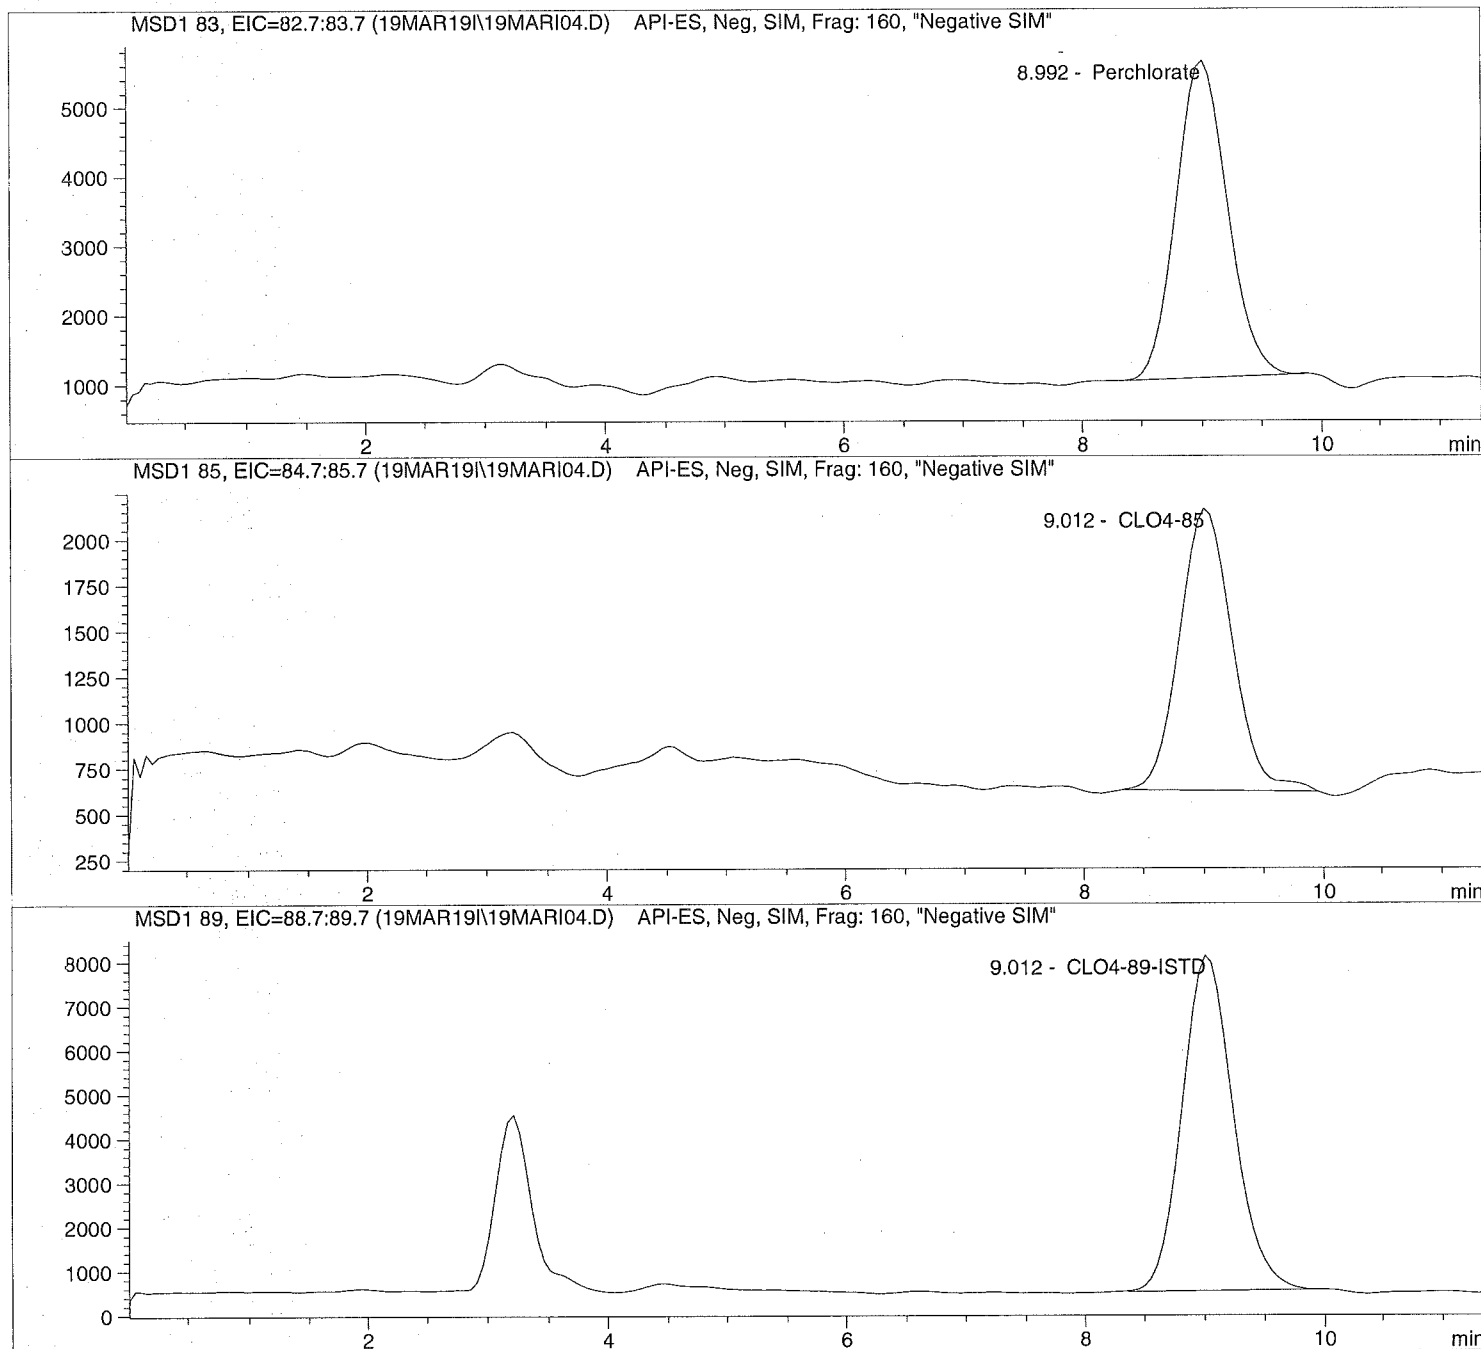 MSD1 83, EIC=82.7:83.7 (19MAR19I\19MARI04.D) API-ES, Neg, SIM, Frag: 160, "Negative SIM"
8.992 - Perchlorate
5000
4000
3000
2000
1000
2 4 6 8 10 min
MSD1 85, EIC=84.7:85.7 (19MAR19I\19MARI04.D) API-ES, Neg, SIM, Frag: 160, "Negative SIM"
9.012 - CLO4-85
2000
1750
1500
1250
1000
750
500
250
2 4 6 8 10 min
MSD1 89, EIC=88.7:89.7 (19MAR19I\19MARI04.D) API-ES, Neg, SIM, Frag: 160, "Negative SIM"
9.012 - CLO4-89-ISTD
8000
7000
6000
5000
4000
3000
2000
1000
0
2 4 6 8 10 min